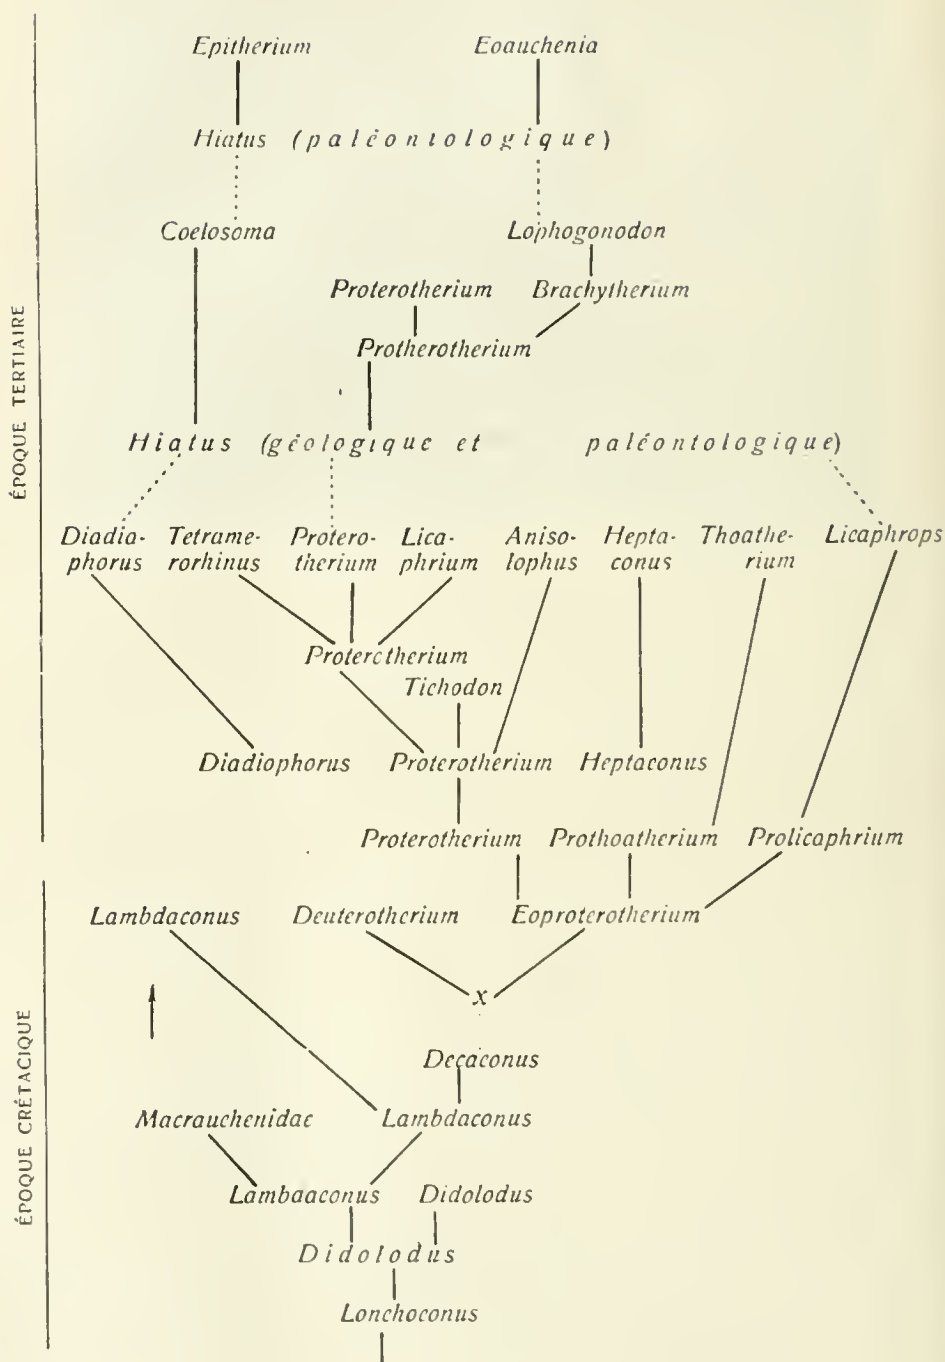 Epitherium Eoauchenia
Hiatus (paléontologique)
Coelosoma Lophogonodon
Proterotherium Brachytherium
Protherotherium
Hiatus (géologique et paléontologique)
Diadia- Tetrame- Protero- Lica- Aniso- Hepta- Thoathe- Licaphrops
phorus rorhinus therium phrium lophus conus rium
Proterctherium
Tichodon
Diadiophorus Proterotherium Heptaconus
Proterotherium Prothoatherium Prolicaphrium
ÉPOQUE TERTIAIRE
Lambdaconus Deuterotherium Eoproterotherium
x
Decaconus
Macrauchenidae Lambdaconus
Lambaaconus Didolodus
Didolodus
Lonchoconus
ÉPOQUE CRÉTACIQUE